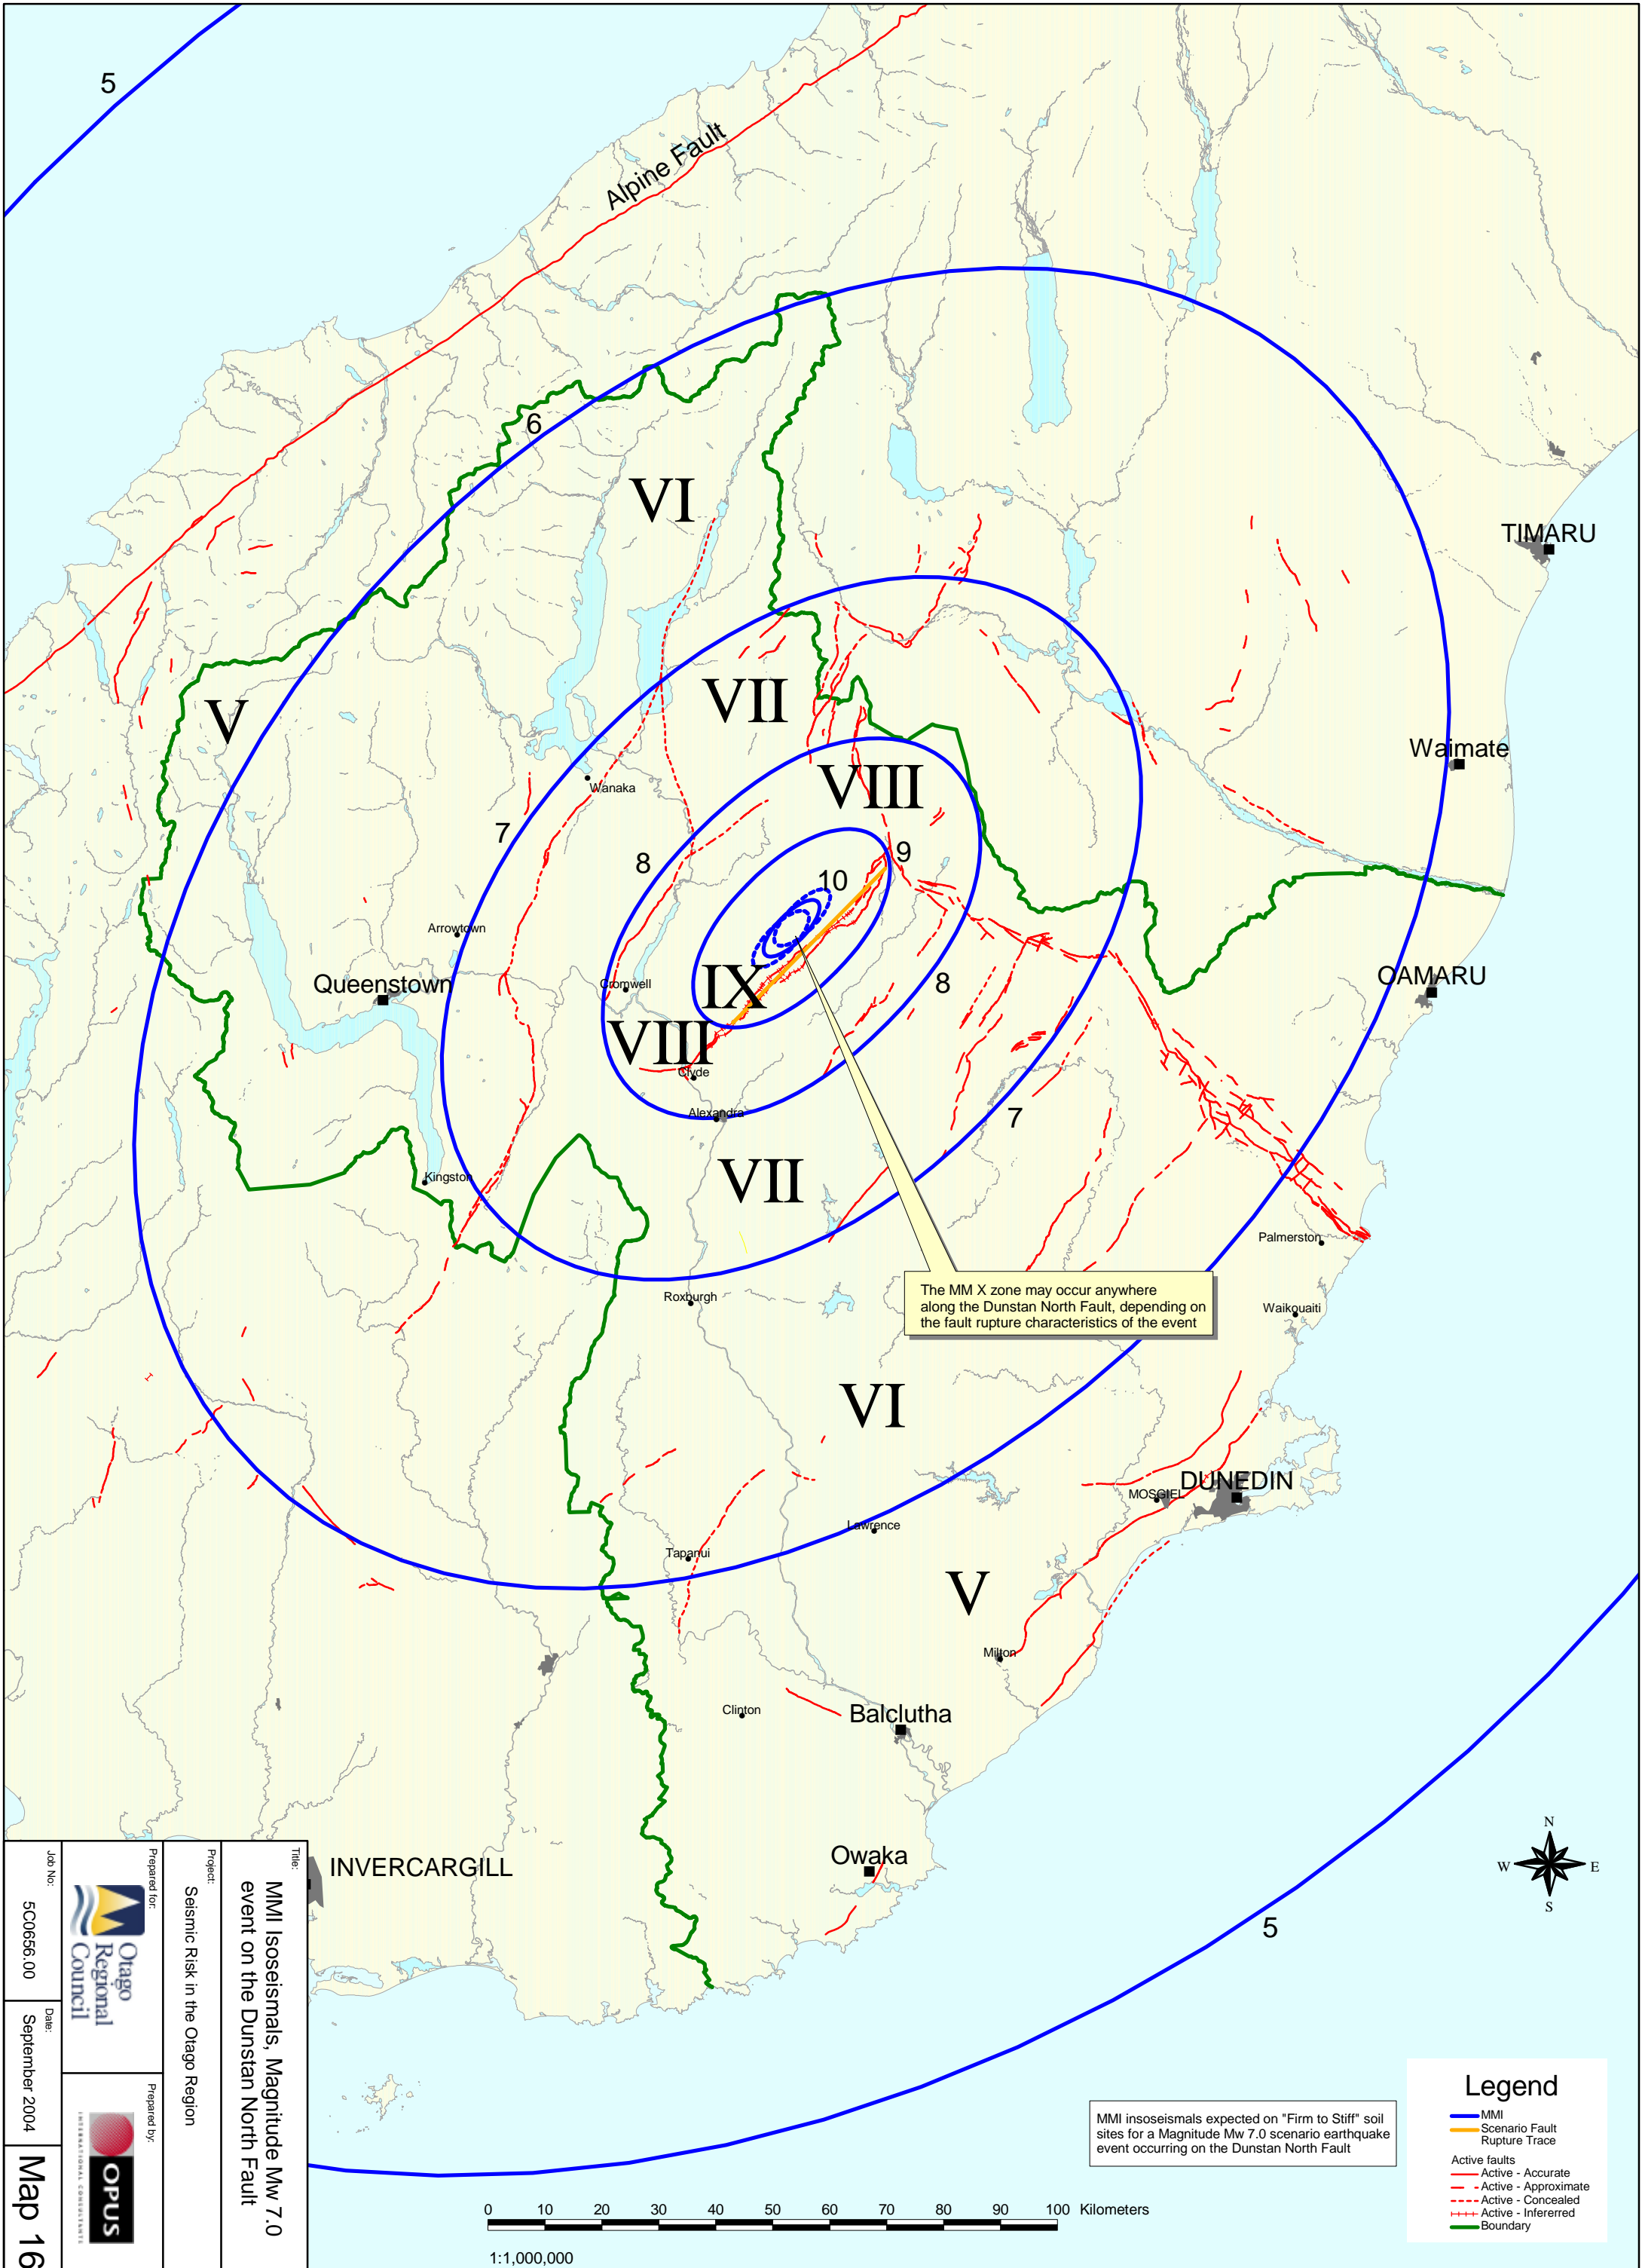 5
Alpine Fault
6
VI
TIMARU
V
VII
Waimate
Wanaka
VIII
7
8
9
10
Arrowtown
Queenstown
Cromwell
IX
8
OAMARU
VIII
Clyde
Alexandra
7
VII
Kingston
Palmerston
Roxburgh
Waikouaiti
The MM X zone may occur anywhere
along the Dunstan North Fault, depending on
the fault rupture characteristics of the event
VI
DUNEDIN
MOSGIEL
Lawrence
Tapanui
V
Milton
Clinton
Balclutha
Owaka
INVERCARGILL
N
W
E
S
5
Title:
MMI Isoseismals, Magnitude Mw 7.0
event on the Dunstan North Fault
Project:
Seismic Risk in the Otago Region
Prepared for:
Otago
Regional
Council
Prepared by:
OPUS
INTERNATIONAL CONSULTANTS
Job No:
5C0656.00
Date:
September 2004
Map 16
MMI insoseismals expected on "Firm to Stiff" soil
sites for a Magnitude Mw 7.0 scenario earthquake
event occurring on the Dunstan North Fault
Legend
MMI
Scenario Fault
Rupture Trace
Active faults
Active - Accurate
Active - Approximate
Active - Concealed
Active - Infererred
Boundary
0 10 20 30 40 50 60 70 80 90 100 Kilometers
1:1,000,000